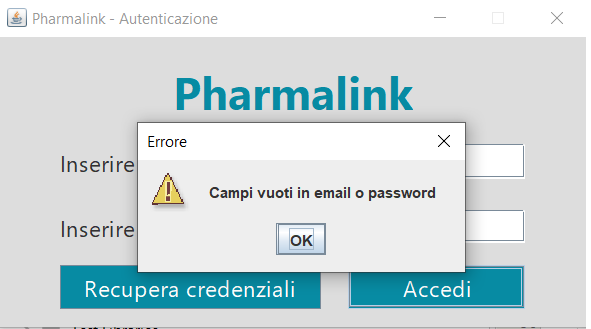 Pharmalink - Autenticazione
Pharmalink
Errore
Campi vuoti in email o password
OK
Inserire
Inserire
Recupera credenziali
Accedi